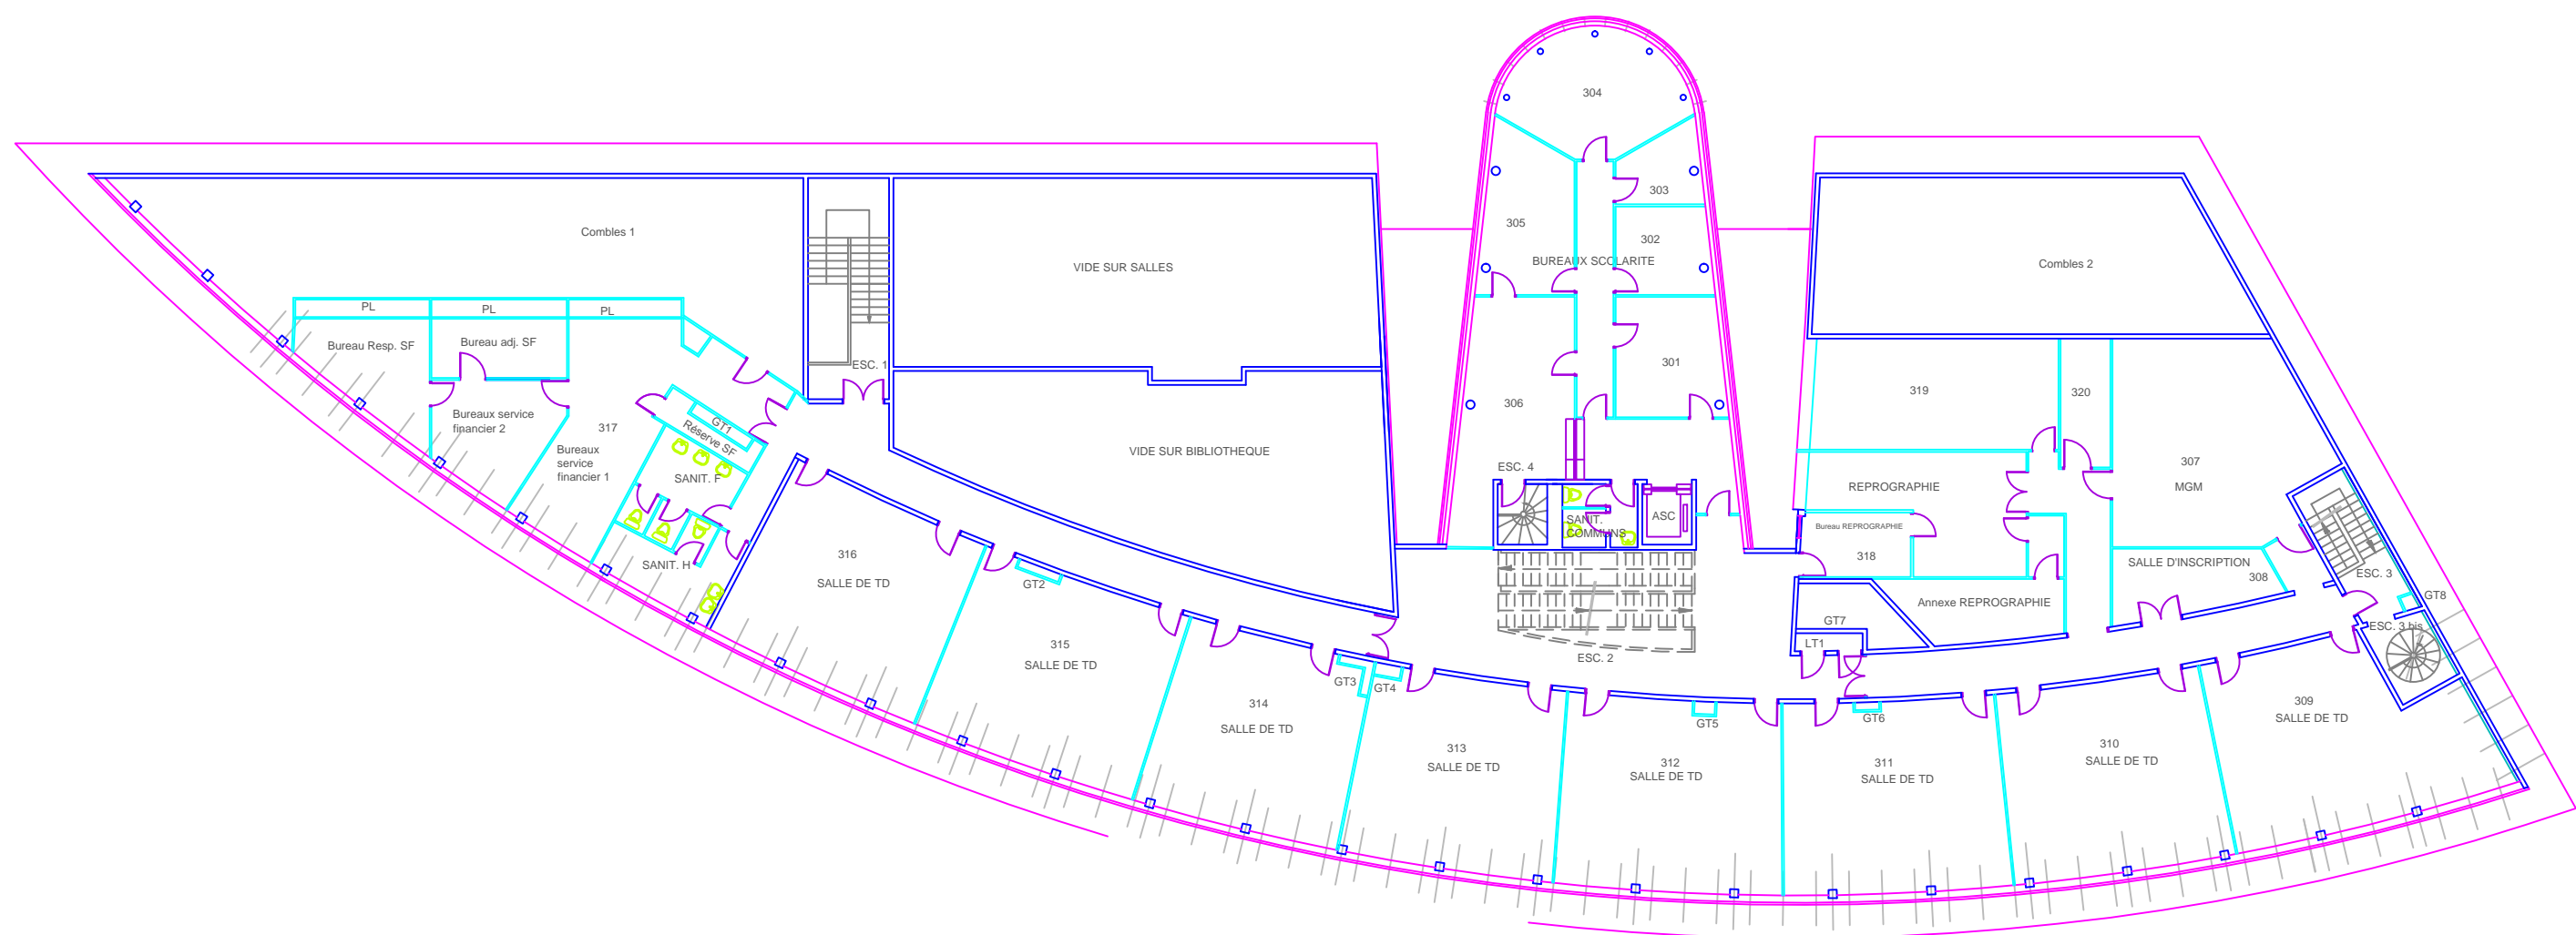 304
303
305
302
BUREAUX SCOLARITE
301
306
ESC. 4
SANIT.
COMMUNS
ASC
ESC. 2
Combles 1
PL
PL
PL
Bureau Resp. SF
Bureau adj. SF
Bureaux service
financier 2
317
Bureaux
service
financier 1
GT1
Réserve SF
SANIT. F
SANIT. H
ESC. 1
VIDE SUR SALLES
VIDE SUR BIBLIOTHEQUE
Combles 2
319
320
307
MGM
REPROGRAPHIE
Bureau REPROGRAPHIE
318
Annexe REPROGRAPHIE
SALLE D'INSCRIPTION
308
ESC. 3
GT8
ESC. 3 bis
GT7
LT1
316
SALLE DE TD
GT2
315
SALLE DE TD
314
SALLE DE TD
GT3
GT4
313
SALLE DE TD
312
SALLE DE TD
GT5
311
SALLE DE TD
GT6
310
SALLE DE TD
309
SALLE DE TD